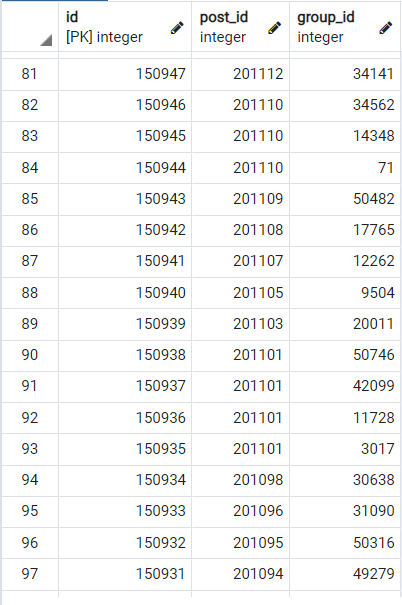 id post_id group_id
[PK] integer integer integer
81 150947 201112 34141
82 150946 201110 34562
83 150945 201110 14348
84 150944 201110 71
85 150943 201109 50482
86 150942 201108 17765
87 150941 201107 12262
88 150940 201105 9504
89 150939 201103 20011
90 150938 201101 50746
91 150937 201101 42099
92 150936 201101 11728
93 150935 201101 3017
94 150934 201098 30638
95 150933 201096 31090
96 150932 201095 50316
97 150931 201094 49279